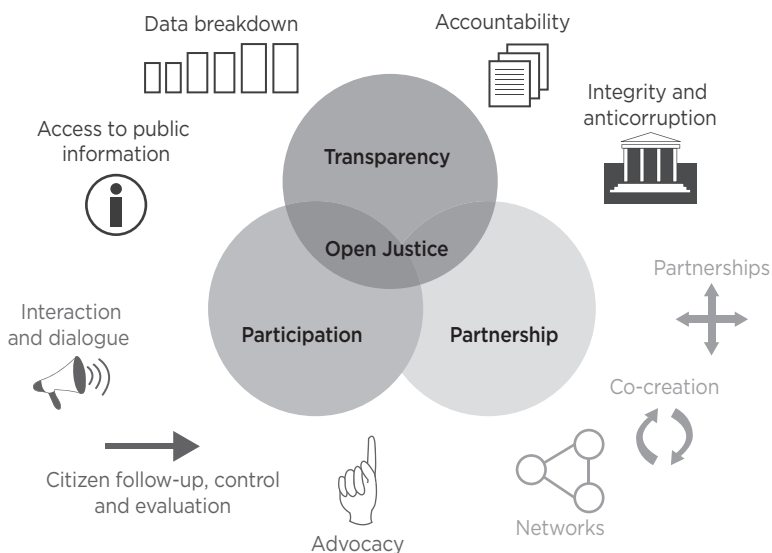 Data breakdown
Accountability
Integrity and
anticorruption
Access to public
information
Transparency
Open Justice
Partnerships
Interaction
and dialogue
Participation
Partnership
Co-creation
Citizen follow-up, control
and evaluation
Networks
Advocacy